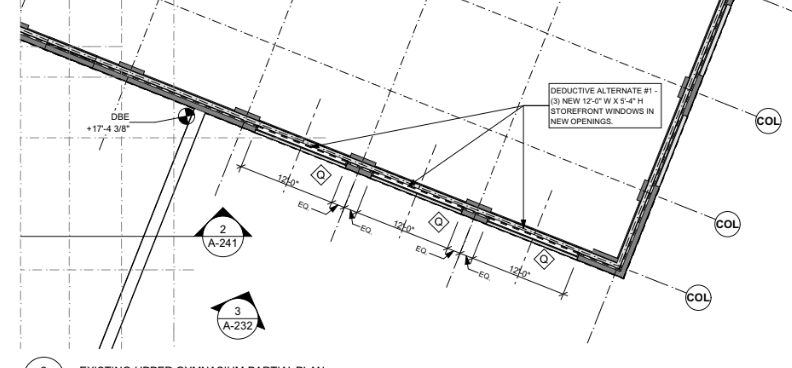 DEDUCTIVE ALTERNATE #1 -
(3) NEW 12'-0" W X 5'-4" H
STOREFRONT WINDOWS IN
NEW OPENINGS.
DBE
+17'-4 3/8"
COL
12'-0"
Q
EQ.
EQ.
12'-0"
Q
COL
2
A-241
EQ.
EQ.
12'-0"
Q
COL
3
A-232
EXISTING UPPER GYMNASIUM PARTIAL PLAN